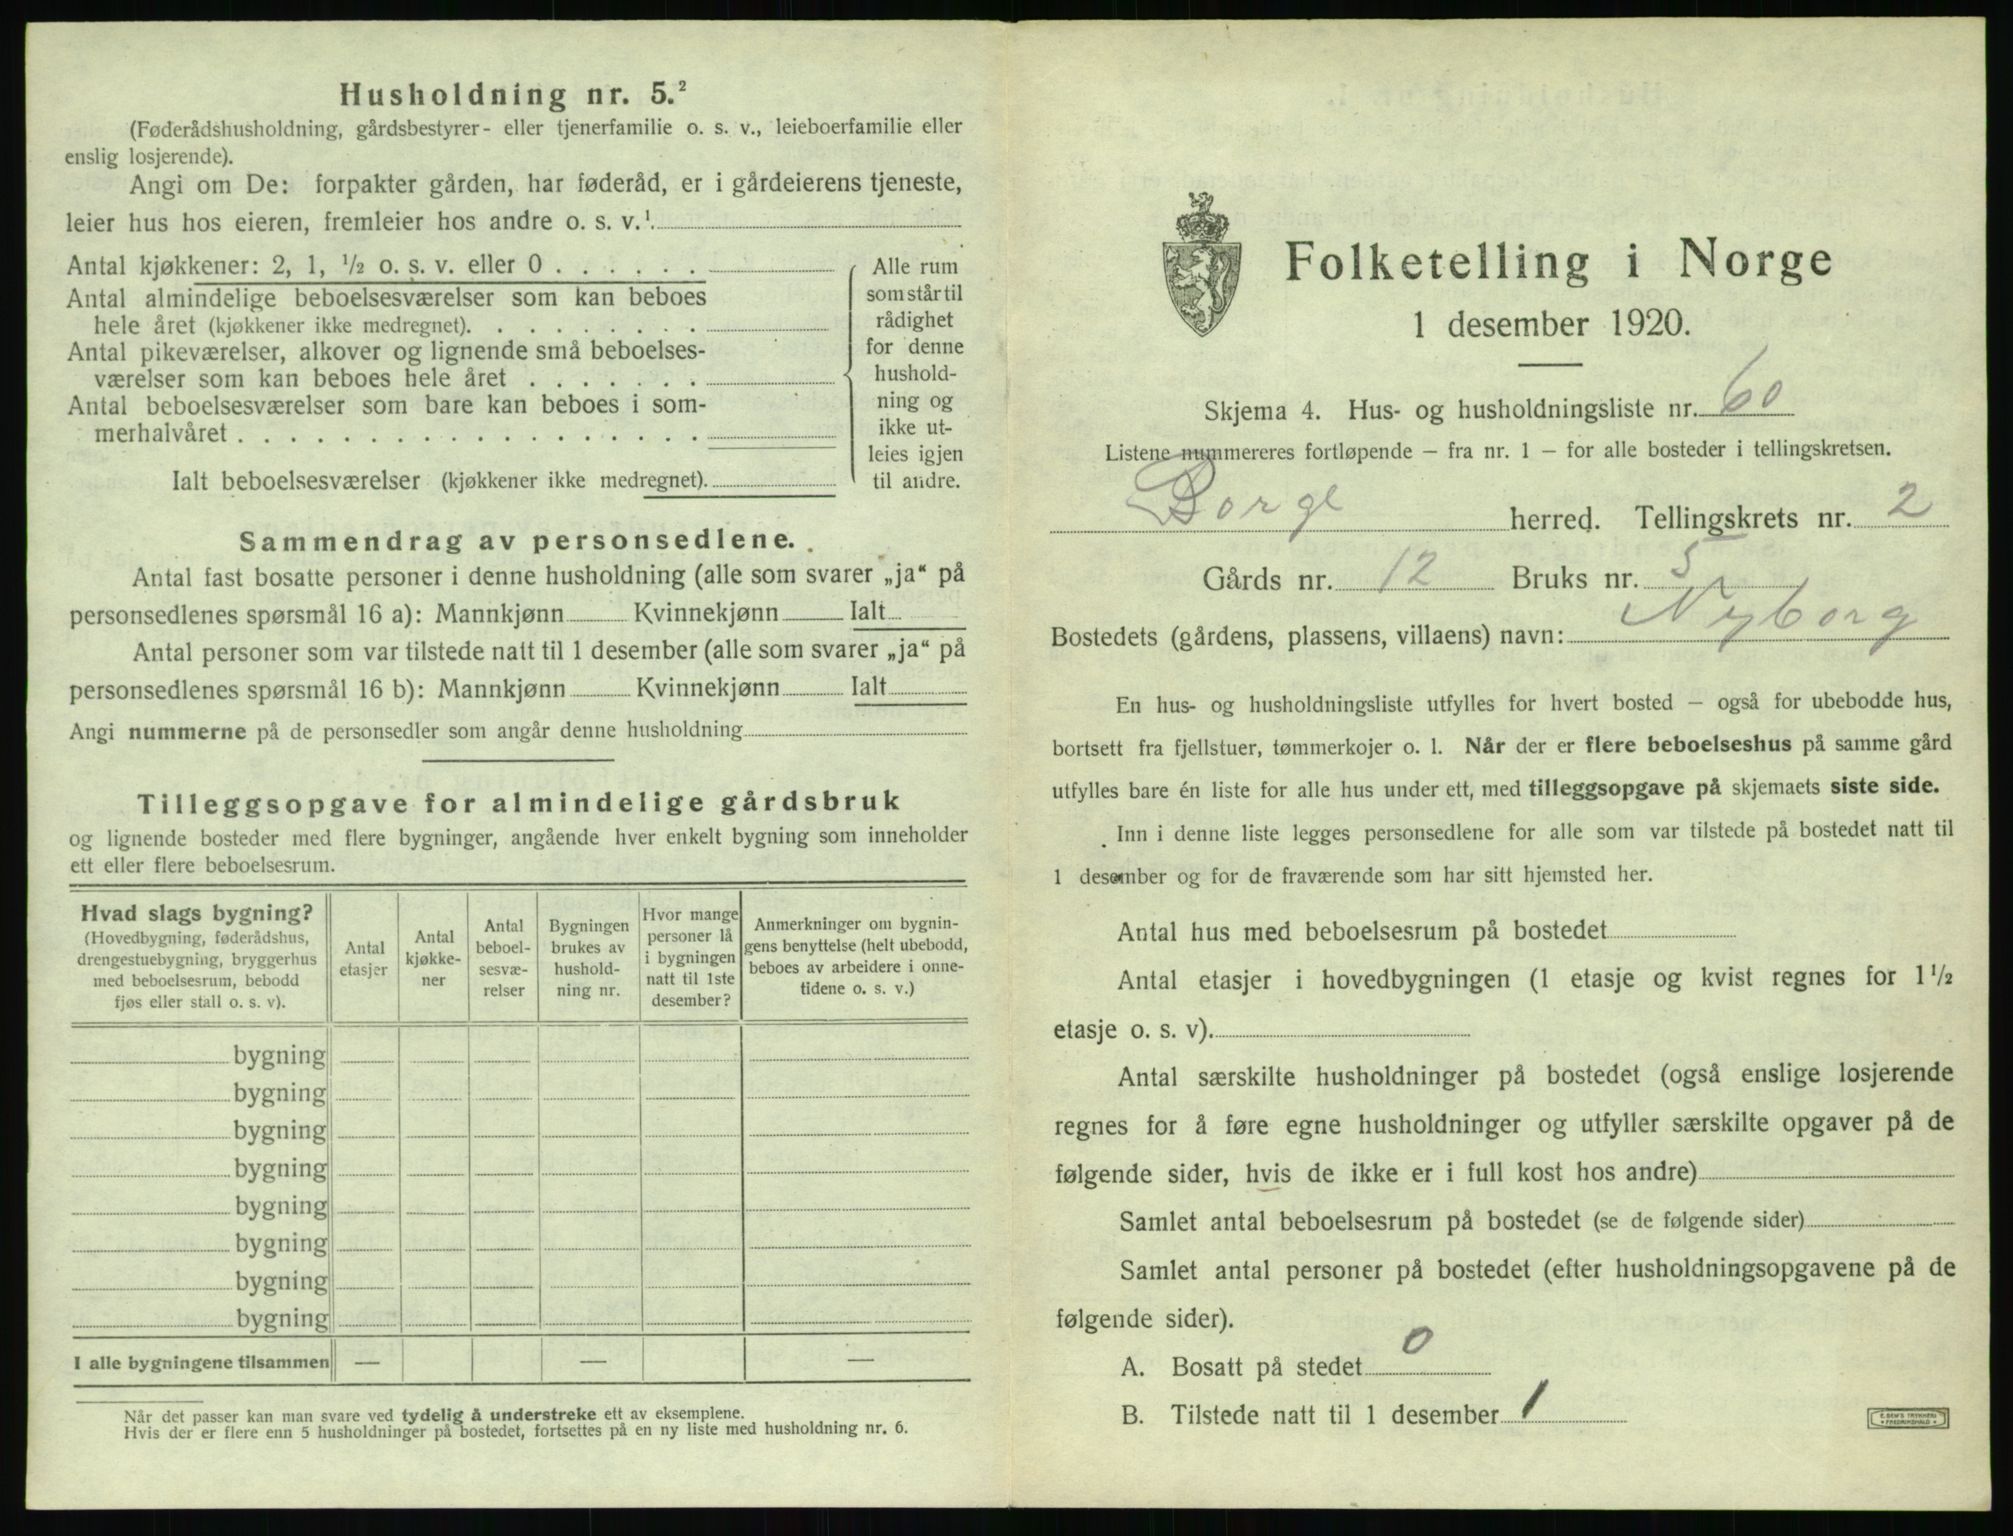 Husholdning nr. 5.²
(Føderådshusholdning, gårdsbestyrer- eller tjenerfamilie o. s. v., leieboerfamilie eller
enslig losjerende).
Angi om De: forpakter gården, har føderåd, er i gårdeierens tjeneste,
leier hus hos eieren, fremleier hos andre o. s. v.¹
Antal kjøkkener: 2, 1, ½ o. s. v. eller 0 . . . . . .
Antal almindelige beboelsesværelser som kan beboes
hele året (kjøkkener ikke medregnet). . . . . . . . .
Antal pikeværelser, alkover og lignende små beboelses-
værelser som kan beboes hele året . . . . . . .
Antal beboelsesværelser som bare kan beboes i som-
merhalvåret . . . . . . . . . . . . . . . . . .
Ialt beboelsesværelser (kjøkkener ikke medregnet).
Alle rum
som står til
rådighet
for denne
hushold-
ning og
ikke ut-
leies igjen
til andre.
Sammendrag av personsedlene.
Antal fast bosatte personer i denne husholdning (alle som svarer „ja“ på
personsedlenes spørsmål 16 a): Mannkjønn Kvinnekjønn Ialt
Antal personer som var tilstede natt til 1 desember (alle som svarer „ja“ på
personsedlenes spørsmål 16 b): Mannkjønn Kvinnekjønn Ialt
Angi nummerne på de personsedler som angår denne husholdning
Tilleggsopgave for almindelige gårdsbruk
og lignende bosteder med flere bygninger, angående hver enkelt bygning som inneholder
ett eller flere beboelsesrum.
Hvad slags bygning?
(Hovedbygning, føderådshus,
drengestuebygning, bryggerhus
med beboelsesrum, bebodd
fjøs eller stall o. s. v).
Antal
etasjer
Antal
kjøkke-
ner
Antal
beboel-
sesvæ-
relser
Bygningen
brukes av
hushold-
ning nr.
Hvor mange
personer lå
i bygningen
natt til 1ste
desember?
Anmerkninger om bygnin-
gens benyttelse (helt ubebodd,
beboes av arbeidere i onne-
tidene o. s. v.)
bygning
bygning
bygning
bygning
bygning
bygning
bygning
bygning
I alle bygningene tilsammen — — —
Når det passer kan man svare ved tydelig å understreke ett av eksemplene.
Hvis der er flere enn 5 husholdninger på bostedet, fortsettes på en ny liste med husholdning nr. 6.
Folketelling i Norge
1 desember 1920.
Skjema 4. Hus- og husholdningsliste nr. 60
Listene nummereres fortløpende — fra nr. 1 — for alle bosteder i tellingskretsen.
Borge herred. Tellingskrets nr. 2
Gårds nr. 12 Bruks nr. 5
Bostedets (gårdens, plassens, villaens) navn: Nyborg
En hus- og husholdningsliste utfylles for hvert bosted — også for ubebodde hus,
bortsett fra fjellstuer, tømmerkojer o. l. Når der er flere beboelseshus på samme gård
utfylles bare én liste for alle hus under ett, med tilleggsopgave på skjemaets siste side.
Inn i denne liste legges personsedlene for alle som var tilstede på bostedet natt til
1 desember og for de fraværende som har sitt hjemsted her.
Antal hus med beboelsesrum på bostedet
Antal etasjer i hovedbygningen (1 etasje og kvist regnes for 1½
etasje o. s. v).
Antal særskilte husholdninger på bostedet (også enslige losjerende
regnes for å føre egne husholdninger og utfyller særskilte opgaver på de
følgende sider, hvis de ikke er i full kost hos andre)
Samlet antal beboelsesrum på bostedet (se de følgende sider)
Samlet antal personer på bostedet (efter husholdningsopgavene på de
følgende sider).
A. Bosatt på stedet 0
B. Tilstede natt til 1 desember 1
E. SEM'S TRYKKERI
FREDRIKSHALD